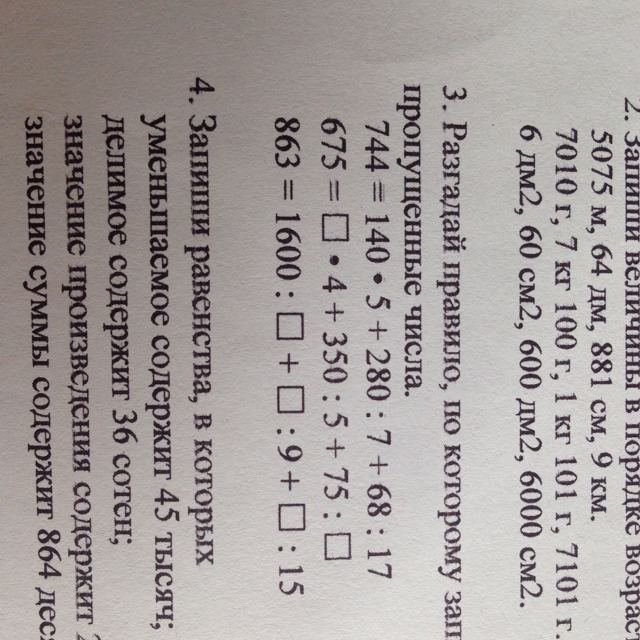 2. Запиши величины в порядке
5075 м, 64 дм, 881 см, 9 км.
7010 г, 7 кг 100 г, 1 кг 101 г, 7101 г.
6 дм2, 60 см2, 600 дм2, 6000 см2.
3. Разгадай правило, по которому
пропущенные числа.
744 = 140 • 5 + 280 : 7 + 68 : 17
675 = □ • 4 + 350 : 5 + 75 : □
863 = 1600 : □ + □ : 9 + □ : 15
4. Запиши равенства, в которых
уменьшаемое содержит 45 тысяч;
делимое содержит 36 сотен;
значение произведения содержит
значение суммы содержит 864